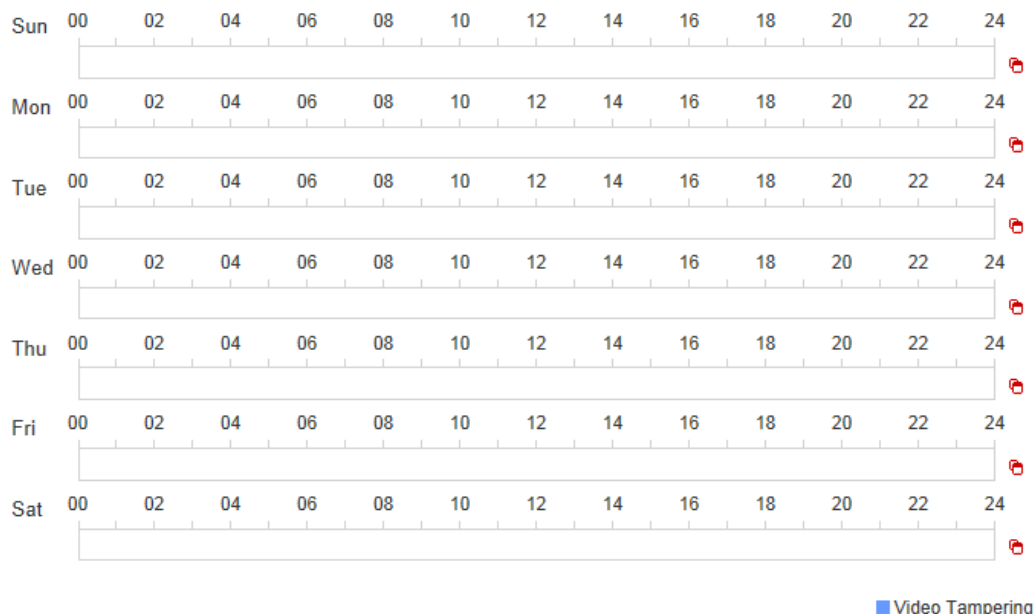 Sun 00 02 04 06 08 10 12 14 16 18 20 22 24
Mon 00 02 04 06 08 10 12 14 16 18 20 22 24
Tue 00 02 04 06 08 10 12 14 16 18 20 22 24
Wed 00 02 04 06 08 10 12 14 16 18 20 22 24
Thu 00 02 04 06 08 10 12 14 16 18 20 22 24
Fri 00 02 04 06 08 10 12 14 16 18 20 22 24
Sat 00 02 04 06 08 10 12 14 16 18 20 22 24
Video Tampering